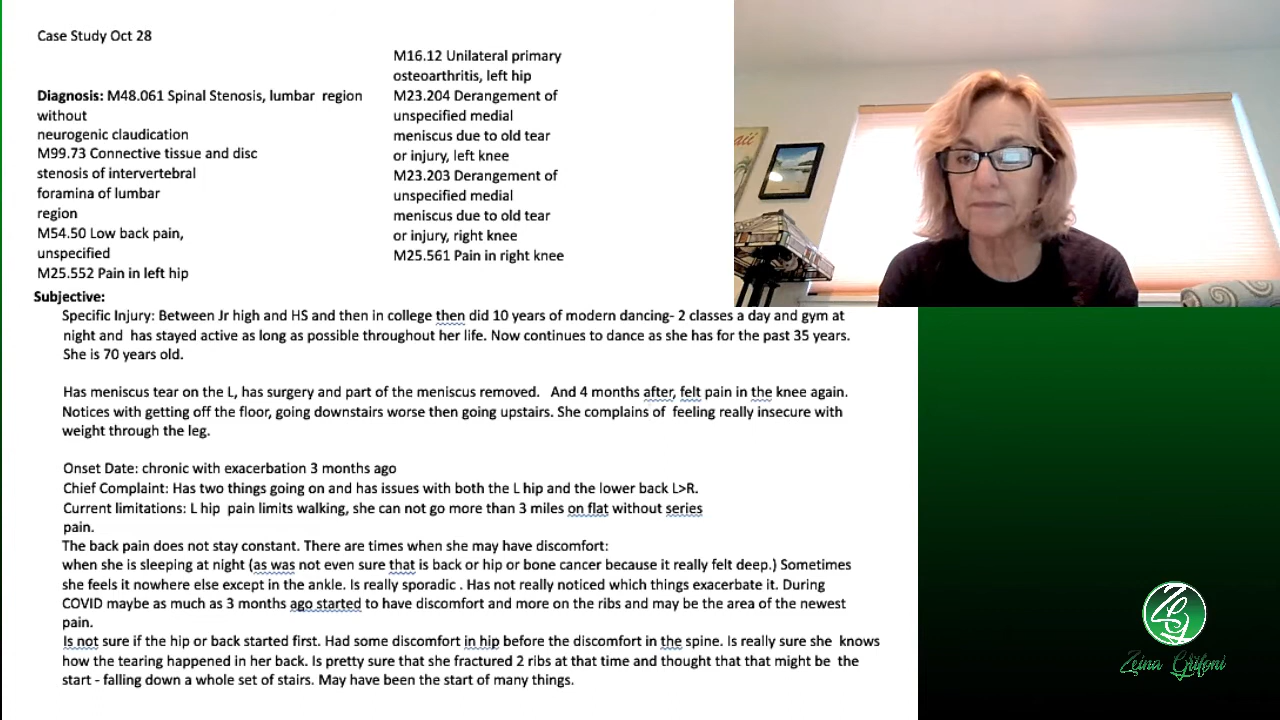 Case Study Oct 28
Diagnosis: M48.061 Spinal Stenosis, lumbar region
without
neurogenic claudication
M99.73 Connective tissue and disc
stenosis of intervertebral
foramina of lumbar
region
M54.50 Low back pain,
unspecified
M25.552 Pain in left hip
M16.12 Unilateral primary
osteoarthritis, left hip
M23.204 Derangement of
unspecified medial
meniscus due to old tear
or injury, left knee
M23.203 Derangement of
unspecified medial
meniscus due to old tear
or injury, right knee
M25.561 Pain in right knee
Subjective:
Specific Injury: Between Jr high and HS and then in college then did 10 years of modern dancing- 2 classes a day and gym at
night and has stayed active as long as possible throughout her life. Now continues to dance as she has for the past 35 years.
She is 70 years old.
Has meniscus tear on the L, has surgery and part of the meniscus removed. And 4 months after, felt pain in the knee again.
Notices with getting off the floor, going downstairs worse then going upstairs. She complains of feeling really insecure with
weight through the leg.
Onset Date: chronic with exacerbation 3 months ago
Chief Complaint: Has two things going on and has issues with both the L hip and the lower back L>R.
Current limitations: L hip pain limits walking, she can not go more than 3 miles on flat without series
pain.
The back pain does not stay constant. There are times when she may have discomfort:
when she is sleeping at night (as was not even sure that is back or hip or bone cancer because it really felt deep.) Sometimes
she feels it nowhere else except in the ankle. Is really sporadic . Has not really noticed which things exacerbate it. During
COVID maybe as much as 3 months ago started to have discomfort and more on the ribs and may be the area of the newest
pain.
Is not sure if the hip or back started first. Had some discomfort in hip before the discomfort in the spine. Is really sure she knows
how the tearing happened in her back. Is pretty sure that she fractured 2 ribs at that time and thought that that might be the
start - falling down a whole set of stairs. May have been the start of many things.
ZG
Zeina Grifoni